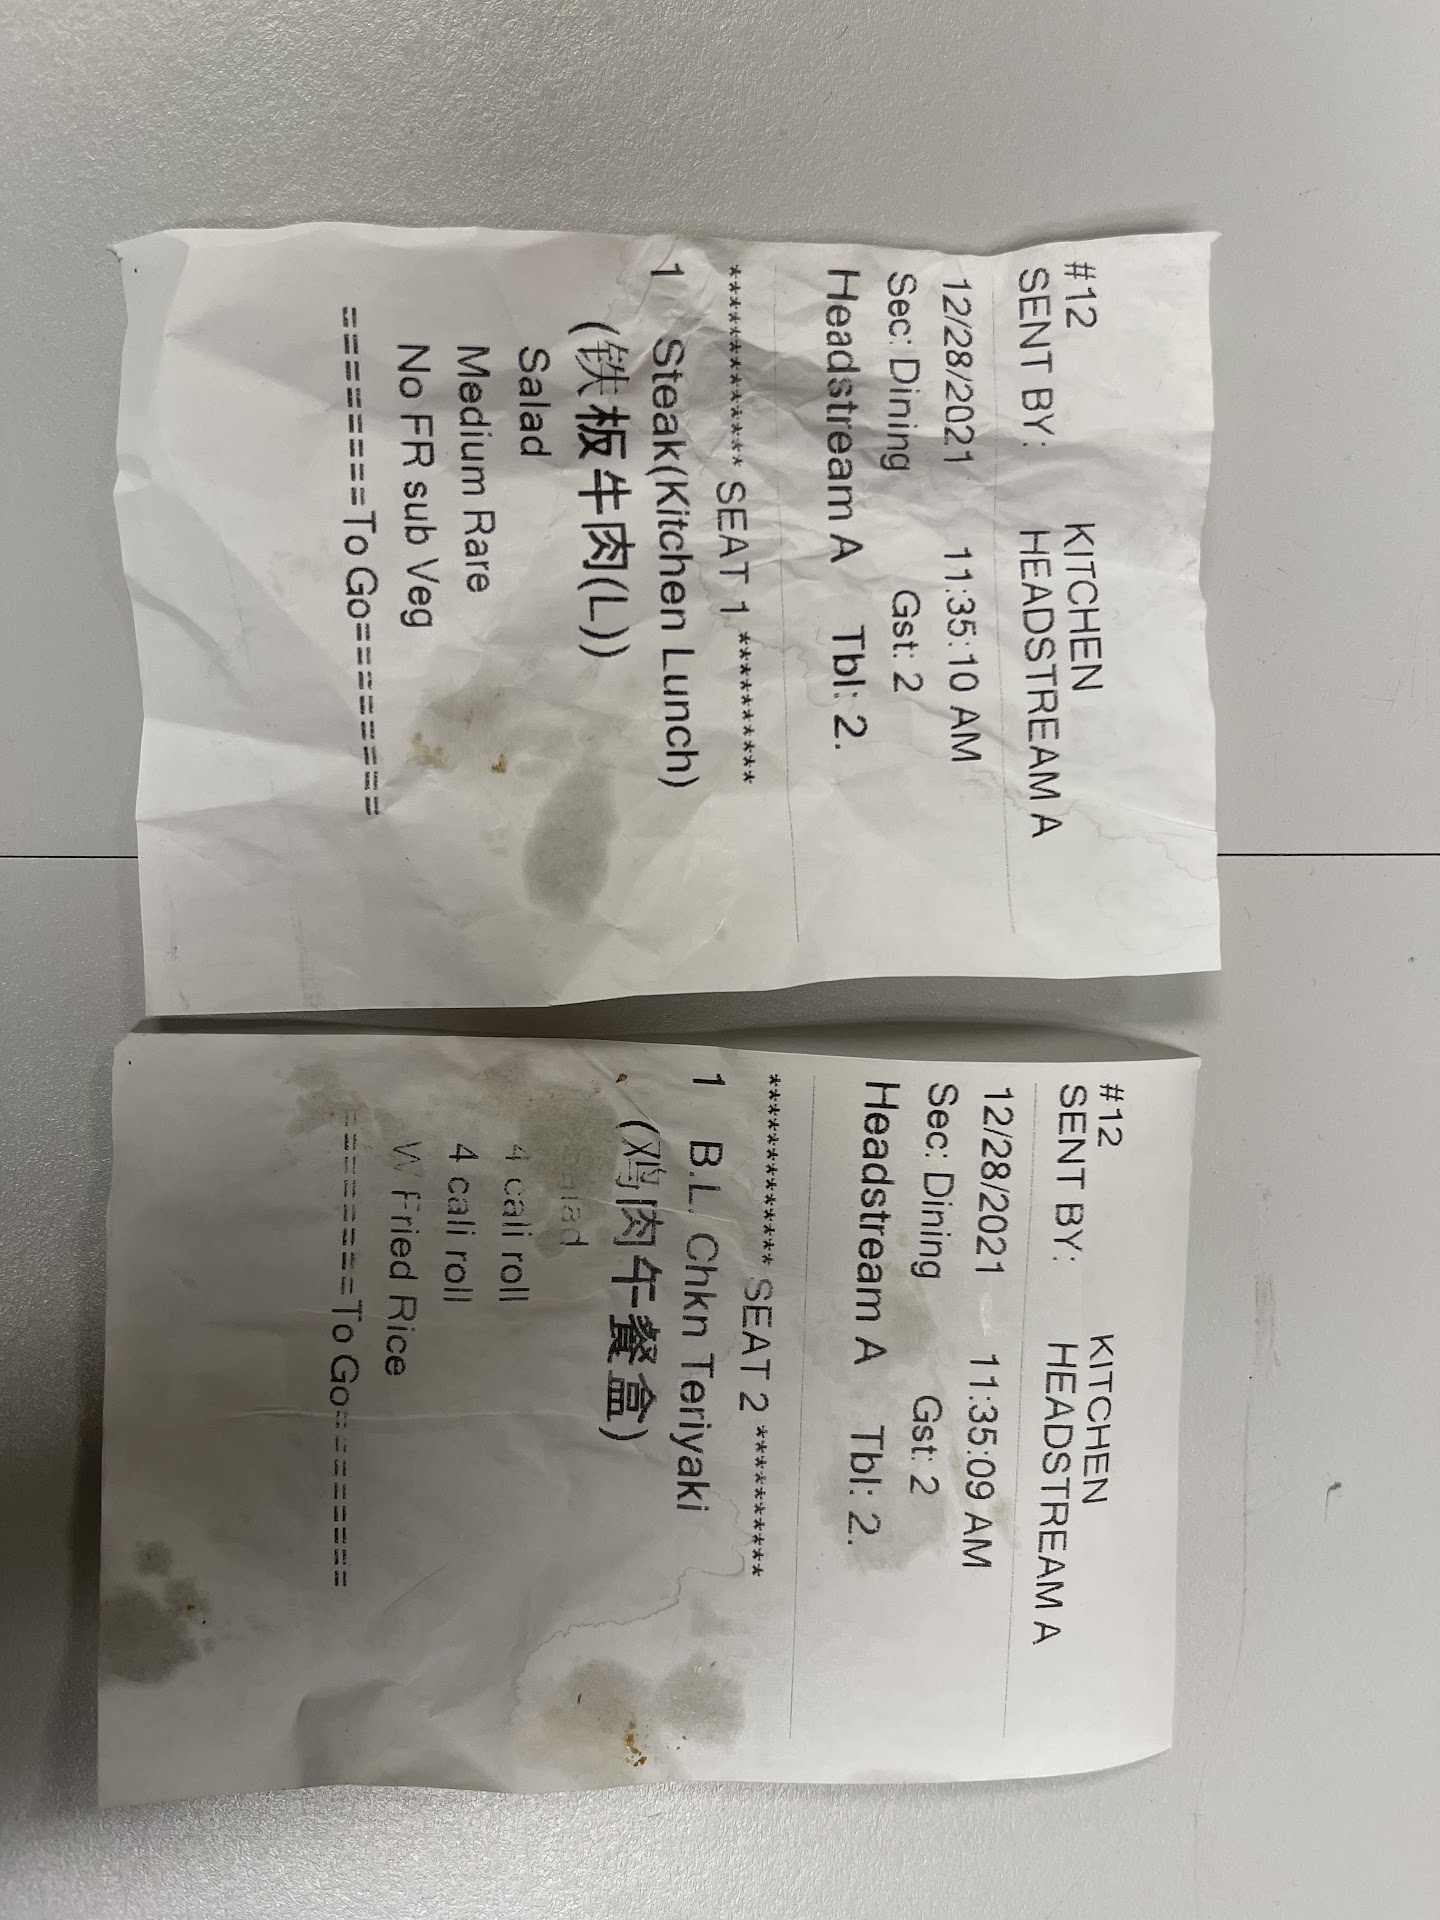 #12 KITCHEN
SENT BY: HEADSTREAM A
12/28/2021 11:35:10 AM
Sec: Dining Gst: 2
Headstream A Tbl: 2.
************** SEAT 1 **************
1 Steak(Kitchen Lunch)
(铁板牛肉(L))
Salad
Medium Rare
No FR sub Veg
========To Go========
#12 KITCHEN
SENT BY: HEADSTREAM A
12/28/2021 11:35:09 AM
Sec: Dining Gst: 2
Headstream A Tbl: 2.
************** SEAT 2 **************
1 B.L. Chkn Teriyaki
(鸡肉午餐盒)
Salad
4 cali roll
4 cali roll
W Fried Rice
========To Go========